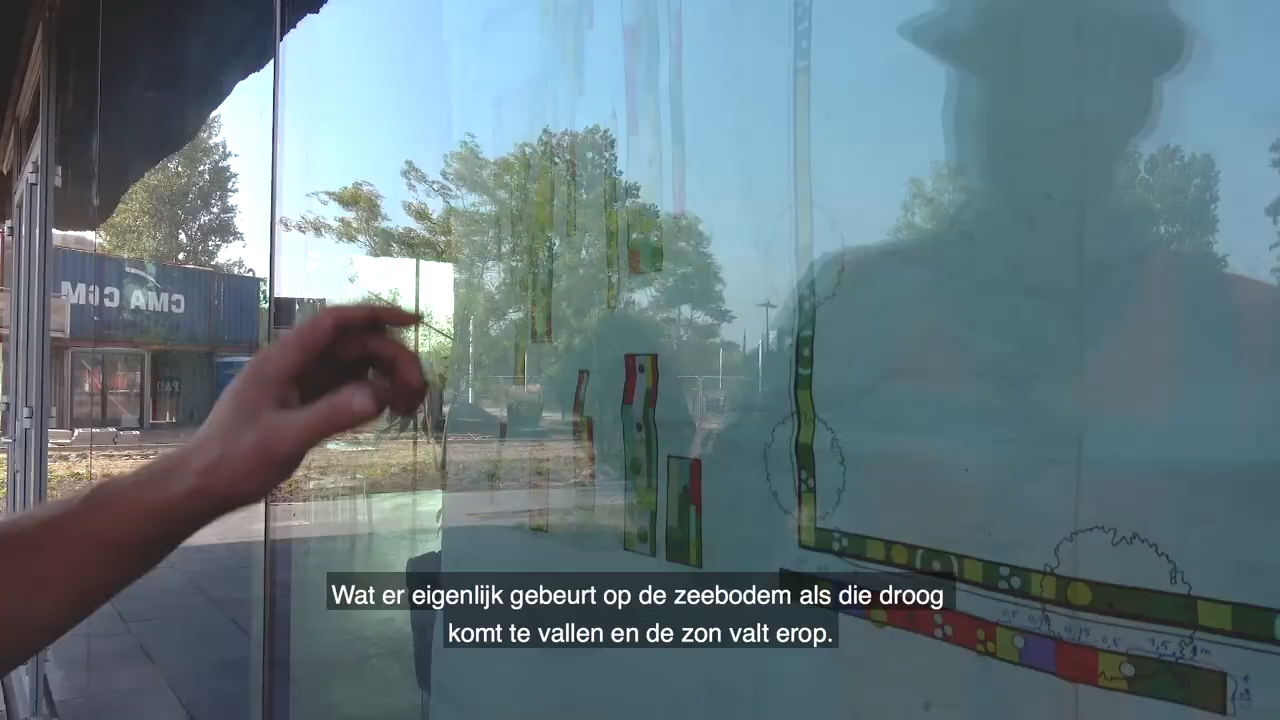 CMA CGM
Wat er eigenlijk gebeurt op de zeebodem als die droog
komt te vallen en de zon valt erop.